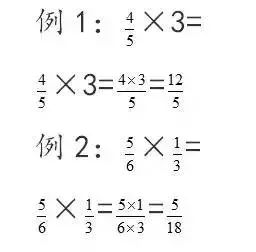 例 1：4/5 ×3=
4/5 ×3= 4×3/5 = 12/5
例 2：5/6 × 1/3 =
5/6 × 1/3 = 5×1/6×3 = 5/18